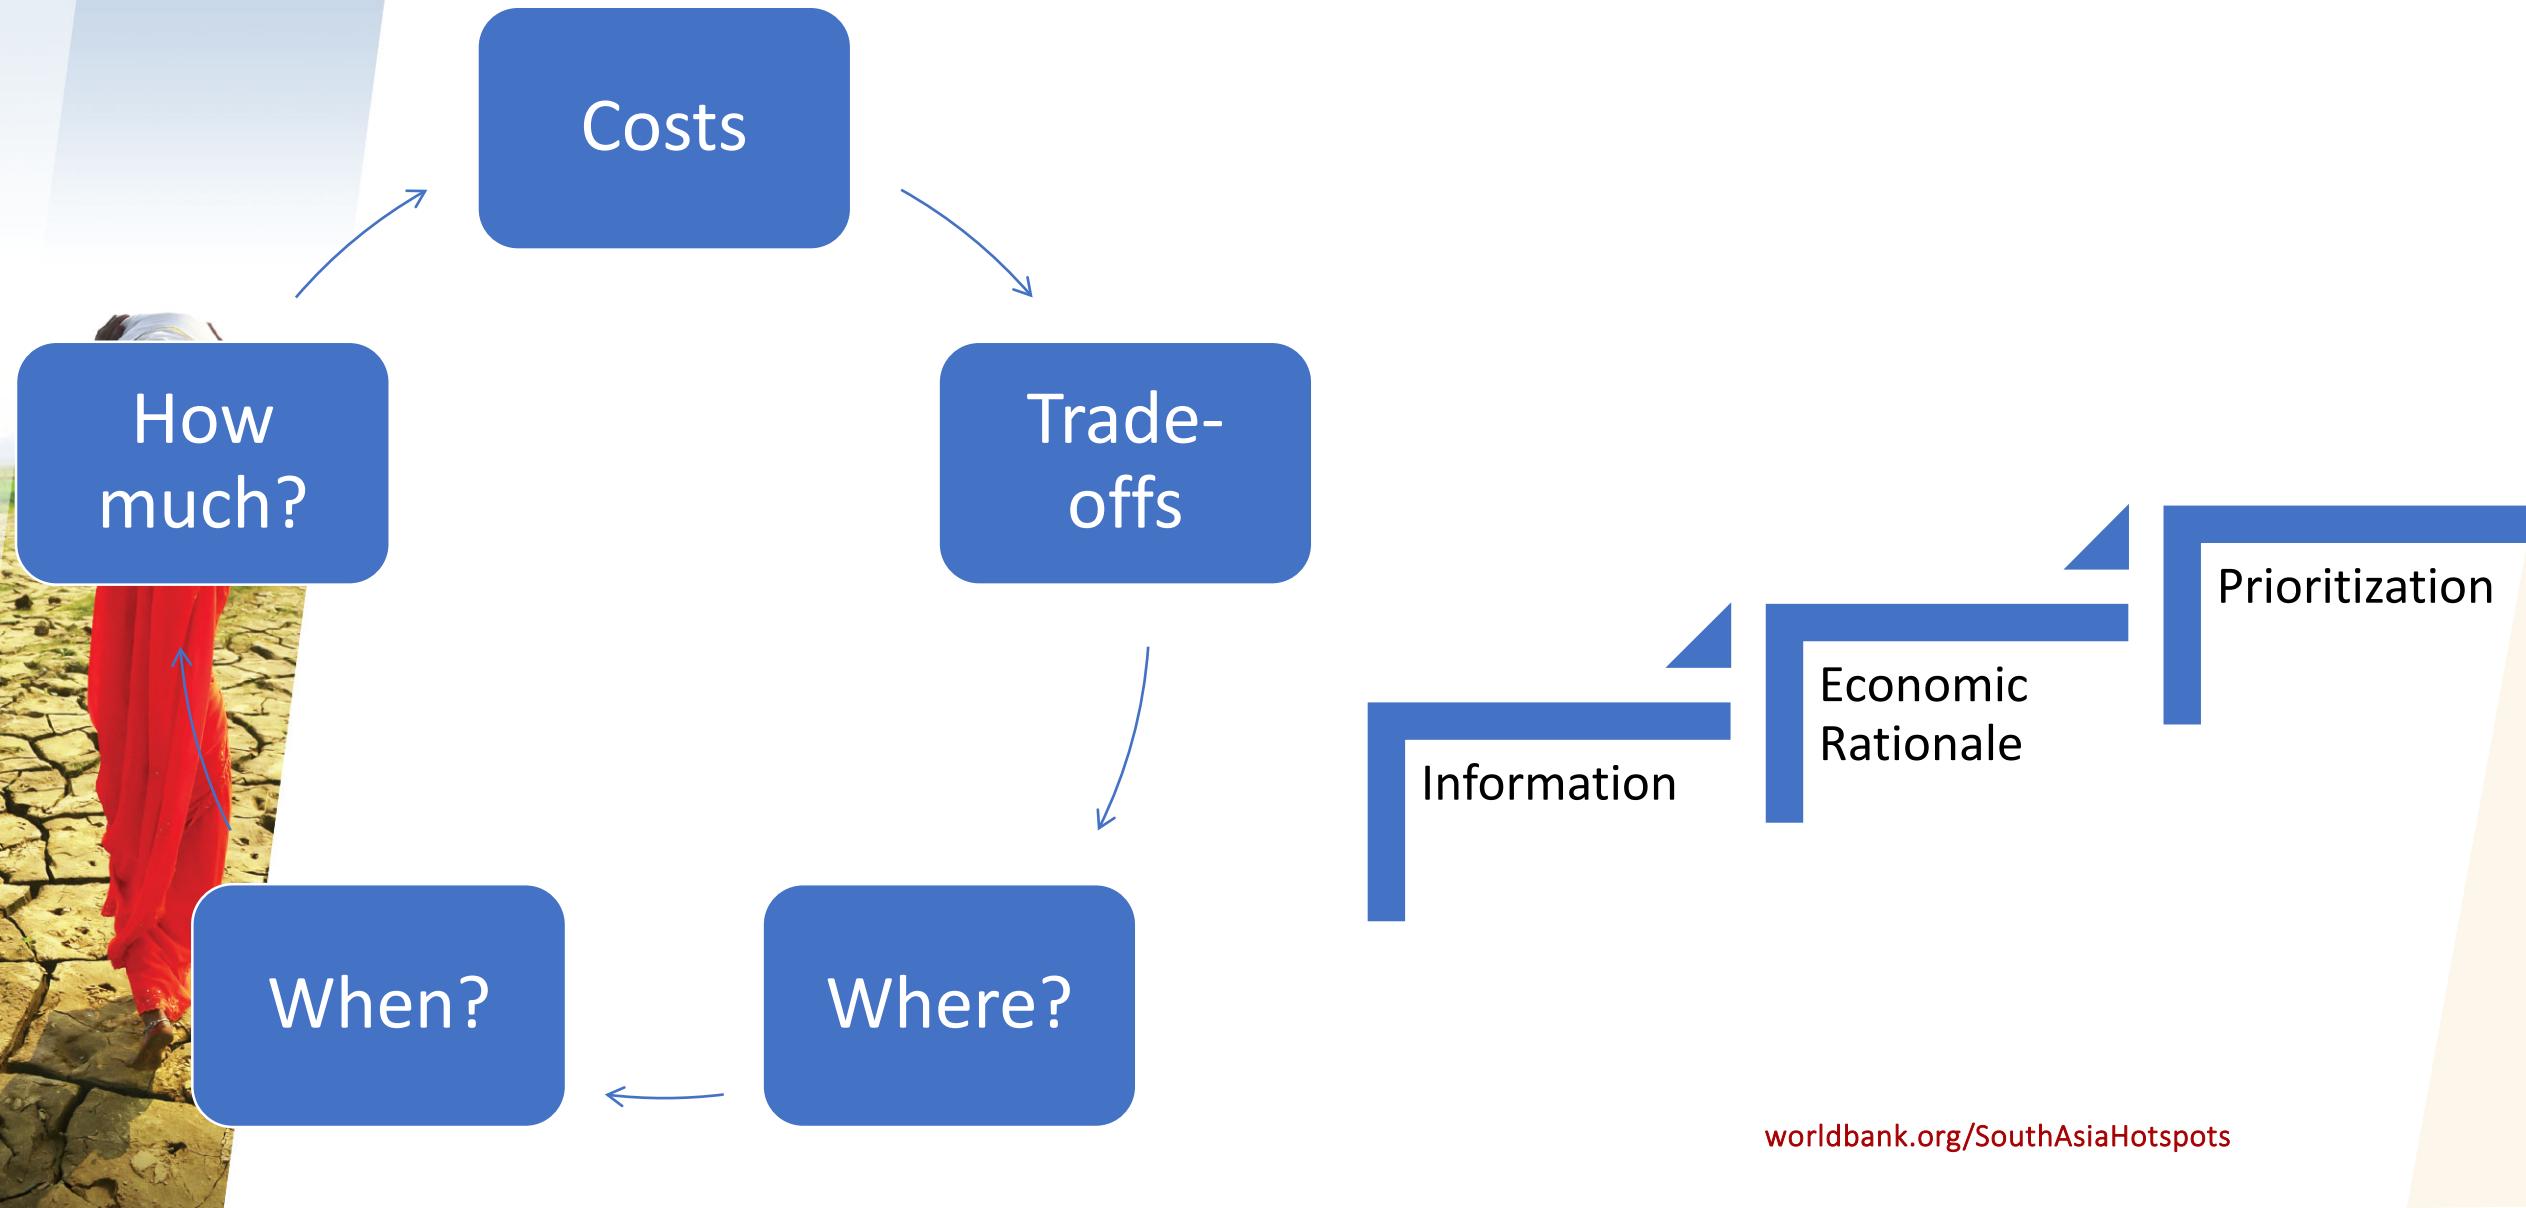 Costs
How
much?
Trade-
offs
When?
Where?
Information
Economic
Rationale
Prioritization
worldbank.org/SouthAsiaHotspots